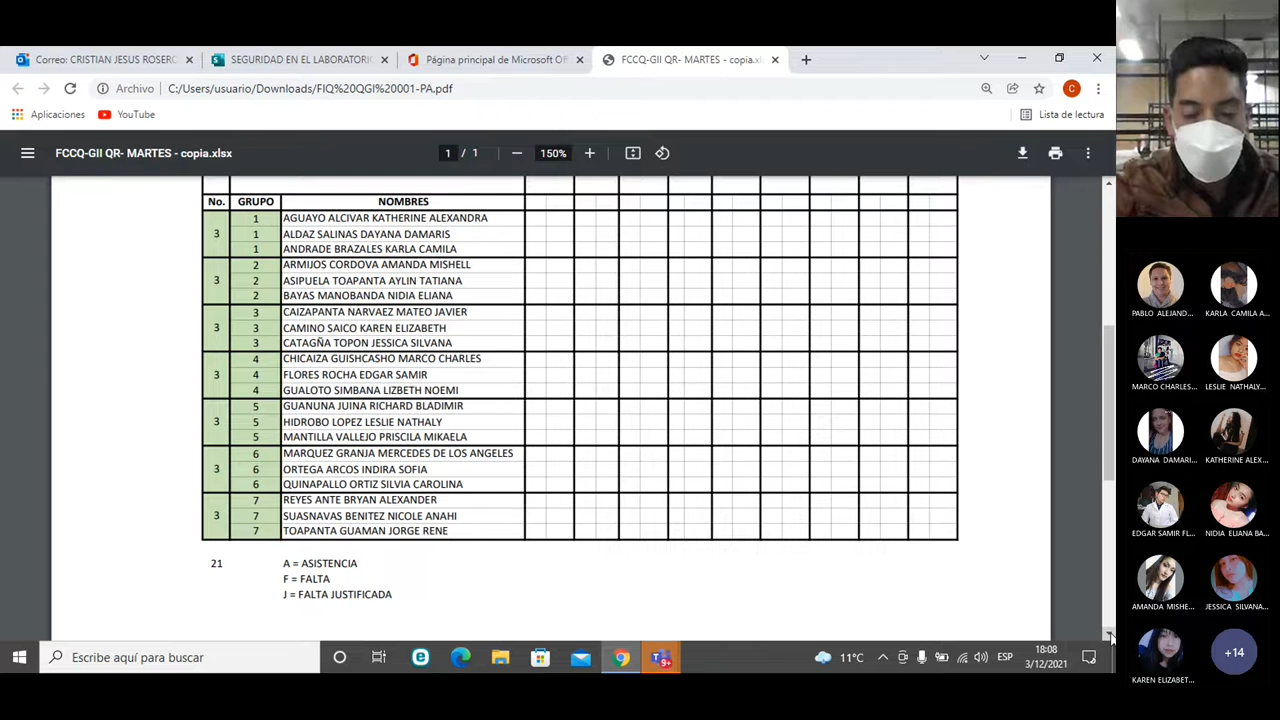 Correo: CRISTIAN JESUS ROSERO
SEGURIDAD EN EL LABORATORI
Página principal de Microsoft Of
FCCQ-GII QR- MARTES - copia.xls
Archivo
C:/Users/usuario/Downloads/FIQ%20QGI%20001-PA.pdf
C
Aplicaciones
YouTube
Lista de lectura
FCCQ-GII QR- MARTES - copia.xlsx
1 / 1
150%
No. GRUPO NOMBRES
1 AGUAYO ALCIVAR KATHERINE ALEXANDRA
3 1 ALDAZ SALINAS DAYANA DAMARIS
1 ANDRADE BRAZALES KARLA CAMILA
2 ARMIJOS CORDOVA AMANDA MISHELL
3 2 ASIPUELA TOAPANTA AYLIN TATIANA
2 BAYAS MANOBANDA NIDIA ELIANA
3 CAIZAPANTA NARVAEZ MATEO JAVIER
3 3 CAMINO SAICO KAREN ELIZABETH
3 CATAGÑA TOPON JESSICA SILVANA
4 CHICAIZA GUISHCASHO MARCO CHARLES
3 4 FLORES ROCHA EDGAR SAMIR
4 GUALOTO SIMBANA LIZBETH NOEMI
5 GUANUNA JUINA RICHARD BLADIMIR
3 5 HIDROBO LOPEZ LESLIE NATHALY
5 MANTILLA VALLEJO PRISCILA MIKAELA
6 MARQUEZ GRANJA MERCEDES DE LOS ANGELES
3 6 ORTEGA ARCOS INDIRA SOFIA
6 QUINAPALLO ORTIZ SILVIA CAROLINA
7 REYES ANTE BRYAN ALEXANDER
3 7 SUASNAVAS BENITEZ NICOLE ANAHI
7 TOAPANTA GUAMAN JORGE RENE
21 A = ASISTENCIA
F = FALTA
J = FALTA JUSTIFICADA
Escribe aquí para buscar
9+
11°C
ESP
18:08
3/12/2021
PABLO ALEJAND...
KARLA CAMILA A...
MARCO CHARLES...
LESLIE NATHALY...
DAYANA DAMARI...
KATHERINE ALEX...
EDGAR SAMIR FL...
NIDIA ELIANA BA...
AMANDA MISHE...
JESSICA SILVANA...
KAREN ELIZABET...
+14